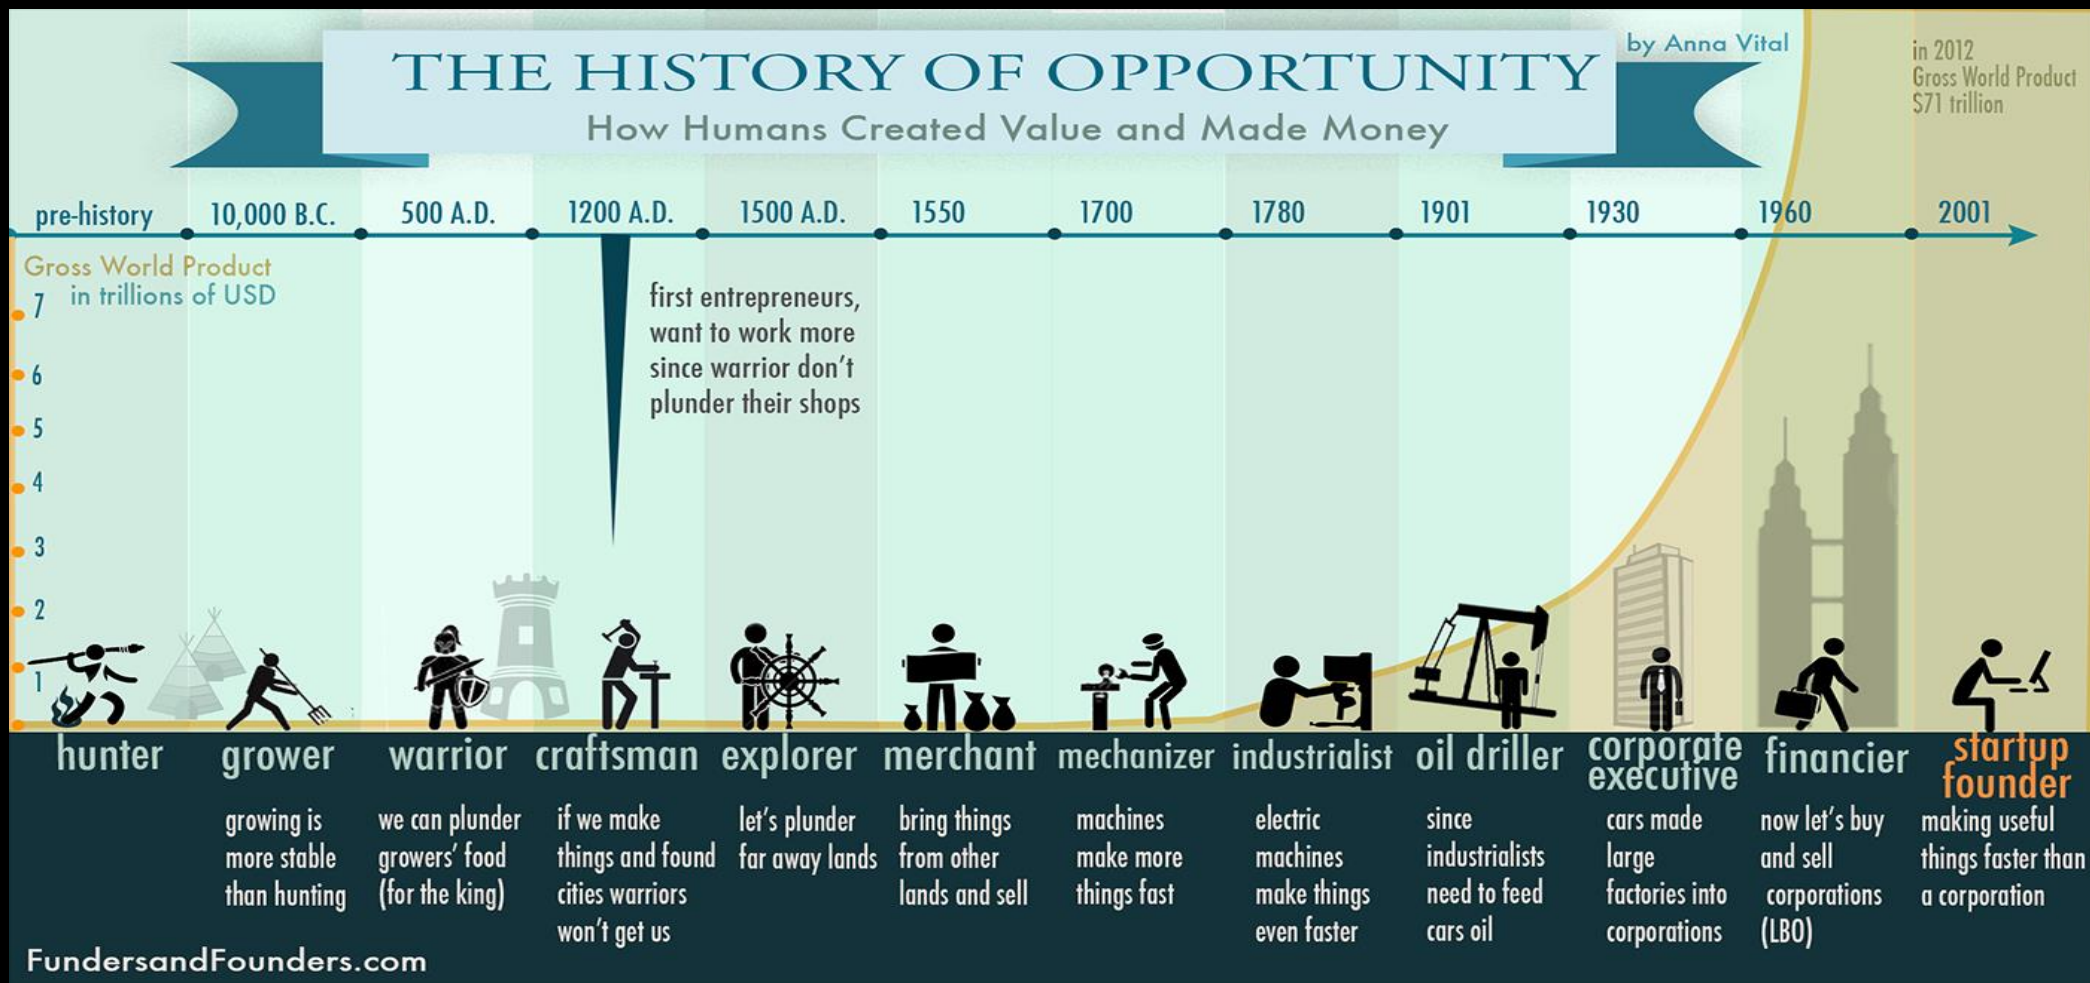 THE HISTORY OF OPPORTUNITY
by Anna Vital
How Humans Created Value and Made Money
in 2012
Gross World Product
$71 trillion
pre-history
10,000 B.C.
500 A.D.
1200 A.D.
1500 A.D.
1550
1700
1780
1901
1930
1960
2001
Gross World Product
in trillions of USD
7
6
5
4
3
2
1
first entrepreneurs,
want to work more
since warrior don't
plunder their shops
hunter
grower
growing is
more stable
than hunting
warrior
we can plunder
growers' food
(for the king)
craftsman
if we make
things and found
cities warriors
won't get us
explorer
let's plunder
far away lands
merchant
bring things
from other
lands and sell
mechanizer
machines
make more
things fast
industrialist
electric
machines
make things
even faster
oil driller
since
industrialists
need to feed
cars oil
corporate
executive
cars made
large
factories into
corporations
financier
now let's buy
and sell
corporations
(LBO)
startup
founder
making useful
things faster than
a corporation
FundersandFounders.com